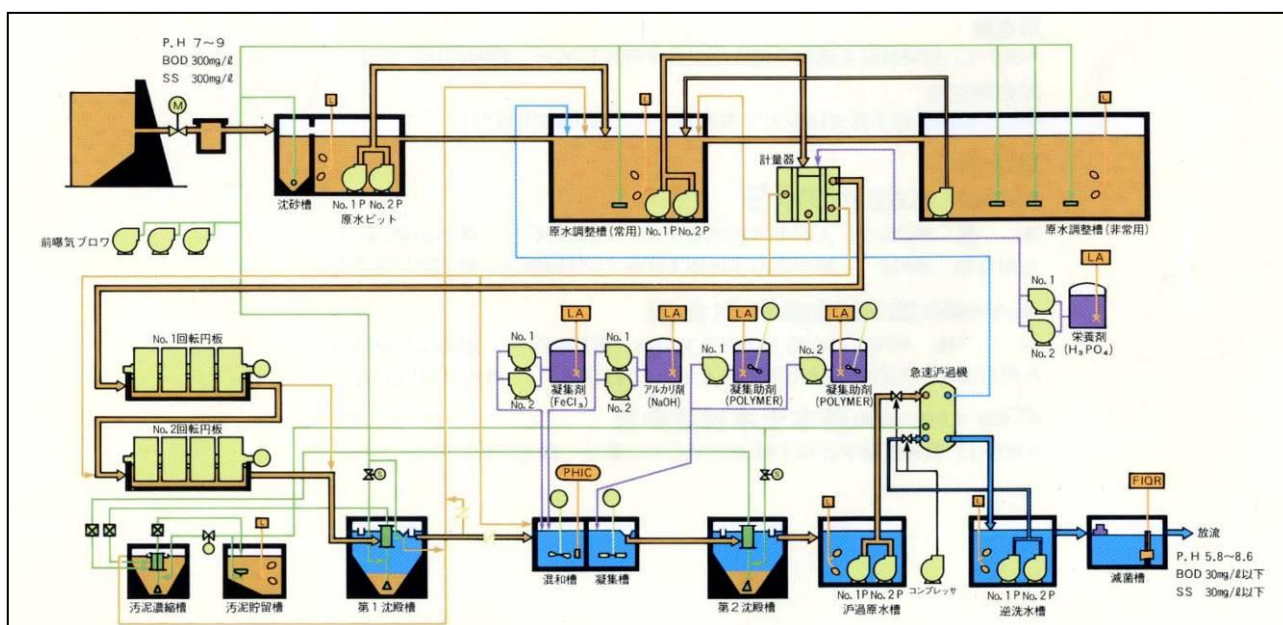 P.H 7~9
BOD 300mg/ℓ
SS 300mg/ℓ
M
L
L
L
計量器
沈砂槽
No.1P No.2P
原水ピット
原水調整槽(常用)
No.1P No.2P
原水調整槽(非常用)
前曝気ブロワ
LA
No.1
No.2
栄養剤
(H₃PO₄)
No.1回転円板
No.2回転円板
LA
LA
LA
LA
No.1
No.2
凝集剤
(FeCl₃)
No.1
No.2
アルカリ剤
(NaOH)
No.1
凝集助剤
(POLYMER)
No.2
凝集助剤
(POLYMER)
急速沪過機
S
PHIC
S
L
L
L
FIQR
放流
P.H 5.8~8.6
BOD 30mg/ℓ以下
SS 30mg/ℓ以下
汚泥濃縮槽
汚泥貯留槽
第1沈殿槽
混和槽
凝集槽
第2沈殿槽
No.1P No.2P
沪過原水槽
コンプレッサ
No.1P No.2P
逆洗水槽
滅菌槽